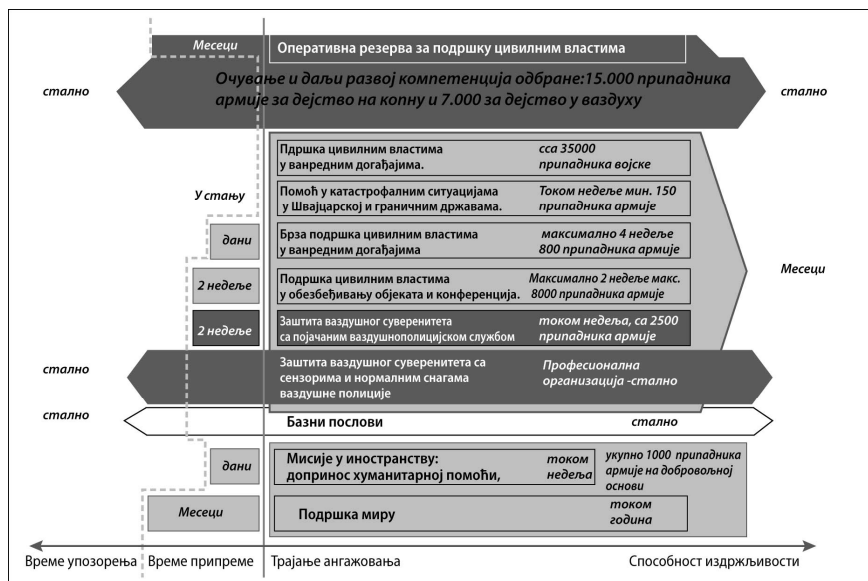 Месеци
Оперативна резерва за подршку цивилним властима
Очување и даљи развој компетенција одбране:15.000 припадника
армије за дејство на копну и 7.000 за дејство у ваздуху
стално
стално
Пдршка цивилним властима
у ванредним догађајима.
сса 35000
припадника војске
У стању
Помоћ у катастрофалним ситуацијама
у Швајцарској и граничним државама.
Током недеље мин. 150
припадника армије
дани
Брза подршка цивилним властима
у ванредним догађајима
максимално 4 недеље
800 припадника армије
Месеци
2 недеље
Подршка цивилним властима
у обезбеђивању објеката и конференција.
Максимално 2 недеље макс.
8000 припадника армије
2 недеље
Заштита ваздушног суверенитета
са појачаним ваздушнополицијском службом
током недеља, са 2500
припадника армије
стално
Заштита ваздушног суверенитета са
сензорима и нормалним снагама
ваздушне полиције
Професионална
организација -стално
стално
стално
Базни послови
стално
дани
Мисије у иностранству:
допринос хуманитарној помоћи,
током
недеља
укупно 1000 припадника
армије на добровољној
основи
Месеци
Подршка миру
током
година
Време упозорења
Време припреме
Трајање ангажовања
Способност издржљивости